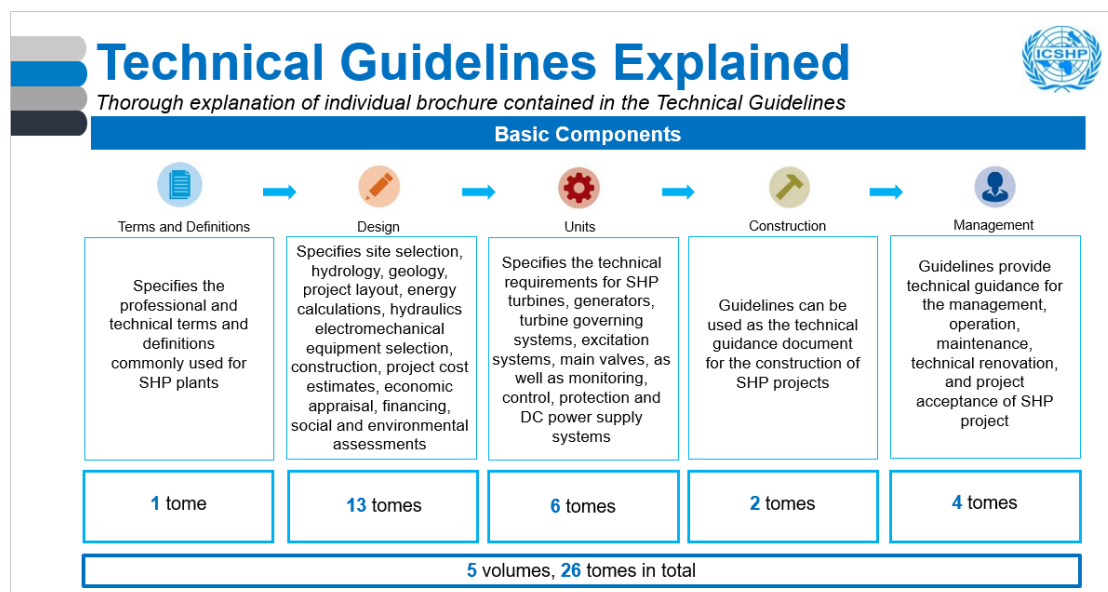 Technical Guidelines Explained
ICSHP
Thorough explanation of individual brochure contained in the Technical Guidelines
Basic Components
Terms and Definitions
Specifies the
professional and
technical terms and
definitions
commonly used for
SHP plants
1 tome
Design
Specifies site selection,
hydrology, geology,
project layout, energy
calculations, hydraulics
electromechanical
equipment selection,
construction, project cost
estimates, economic
appraisal, financing,
social and environmental
assessments
13 tomes
Units
Specifies the technical
requirements for SHP
turbines, generators,
turbine governing
systems, excitation
systems, main valves, as
well as monitoring,
control, protection and
DC power supply
systems
6 tomes
Construction
Guidelines can be
used as the technical
guidance document
for the construction of
SHP projects
2 tomes
Management
Guidelines provide
technical guidance for
the management,
operation,
maintenance,
technical renovation,
and project
acceptance of SHP
project
4 tomes
5 volumes, 26 tomes in total